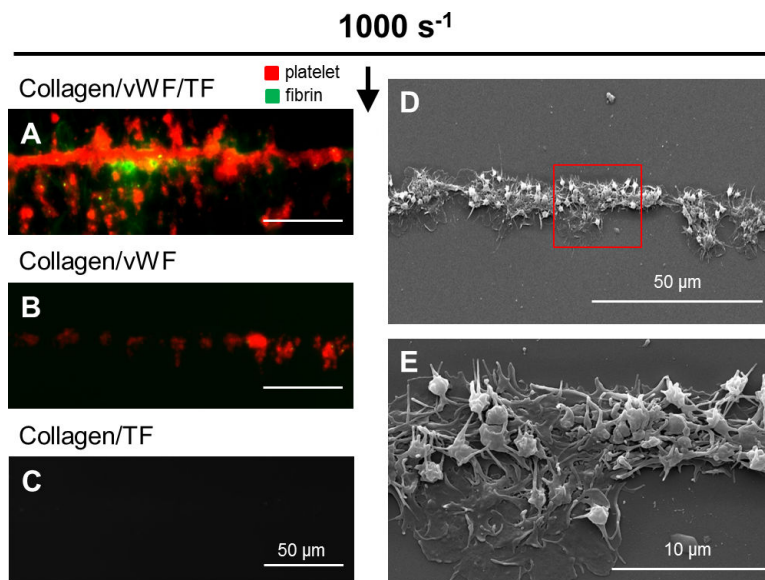 1000 s⁻¹
Collagen/vWF/TF
platelet
fibrin
A
Collagen/vWF
B
Collagen/TF
C
50 µm
D
50 µm
E
10 µm